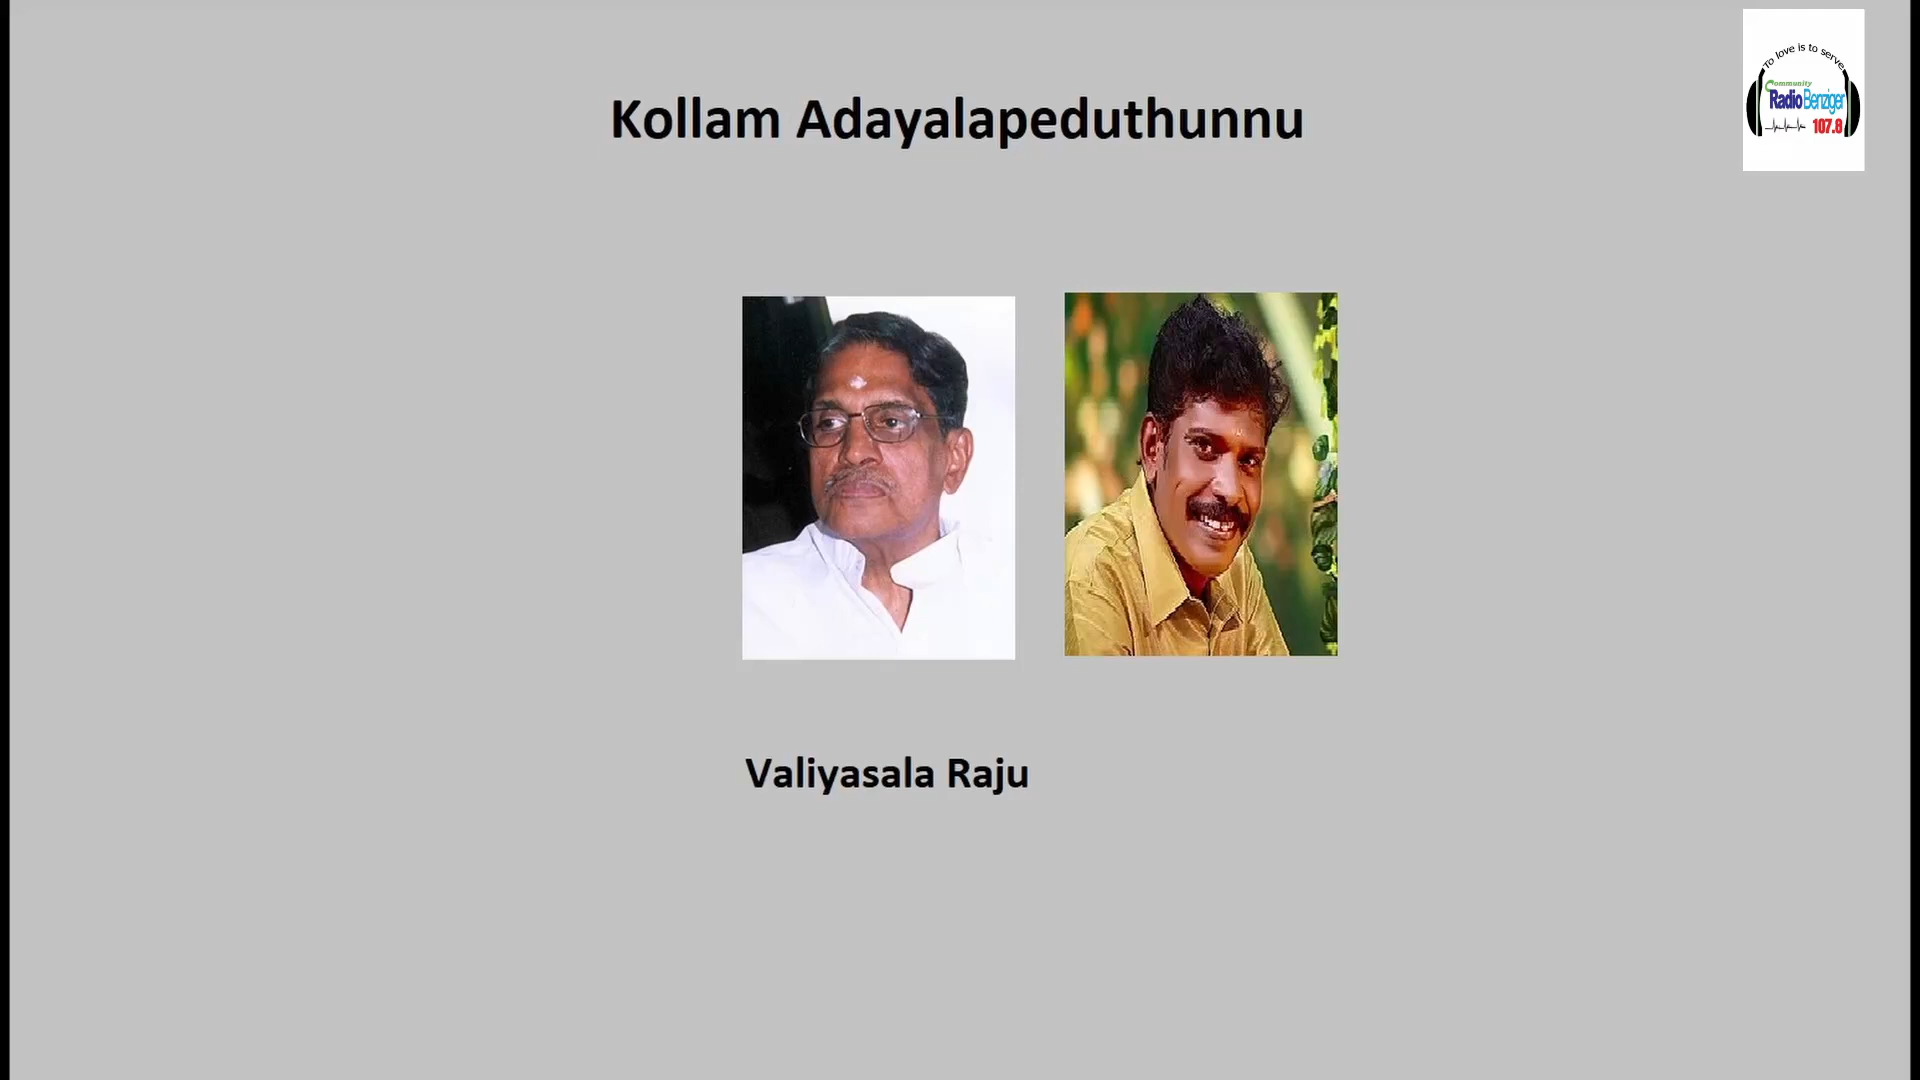 Kollam Adayalapeduthunnu
To love is to serve
Community
Radio Benziger
107.8
Valiyasala Raju